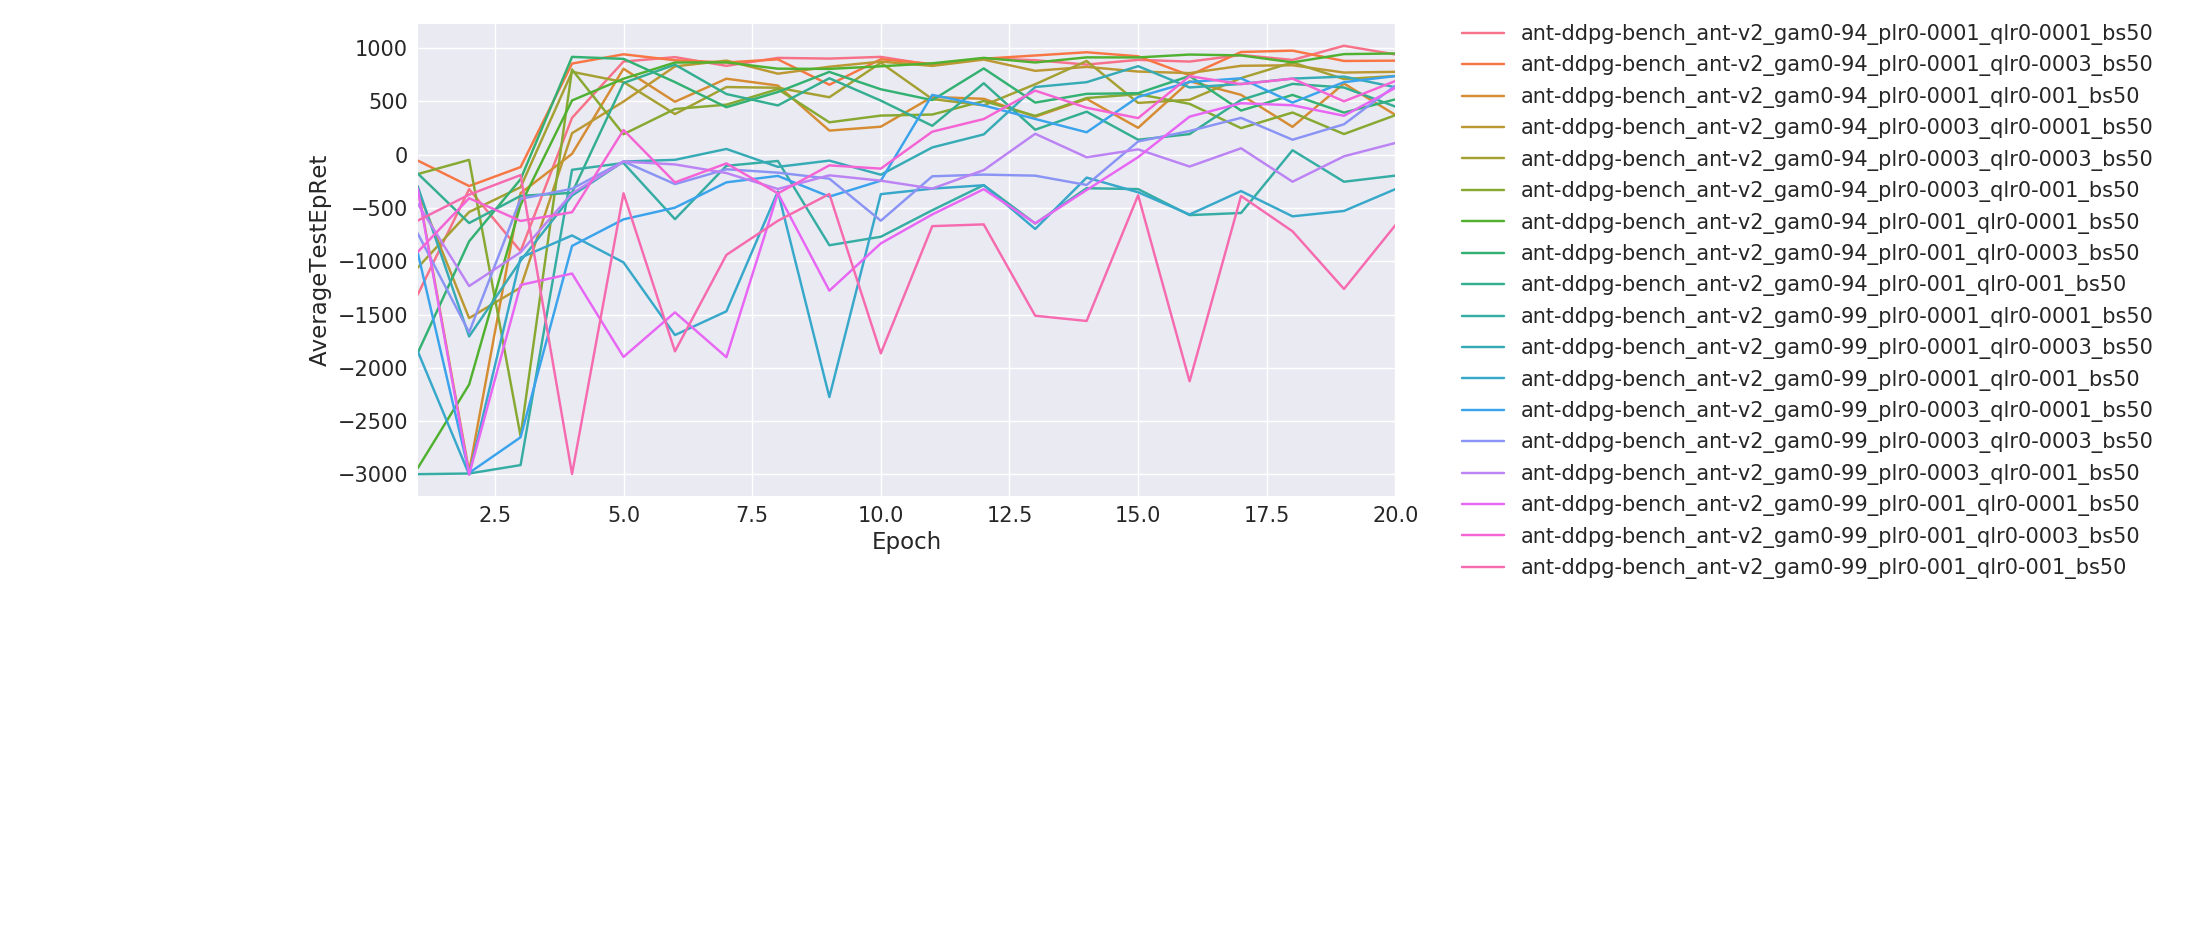 1000
500
0
−500
−1000
−1500
−2000
−2500
−3000
AverageTestEpRet
2.5 5.0 7.5 10.0 12.5 15.0 17.5 20.0
Epoch
ant-ddpg-bench_ant-v2_gam0-94_plr0-0001_qlr0-0001_bs50
ant-ddpg-bench_ant-v2_gam0-94_plr0-0001_qlr0-0003_bs50
ant-ddpg-bench_ant-v2_gam0-94_plr0-0001_qlr0-001_bs50
ant-ddpg-bench_ant-v2_gam0-94_plr0-0003_qlr0-0001_bs50
ant-ddpg-bench_ant-v2_gam0-94_plr0-0003_qlr0-0003_bs50
ant-ddpg-bench_ant-v2_gam0-94_plr0-0003_qlr0-001_bs50
ant-ddpg-bench_ant-v2_gam0-94_plr0-001_qlr0-0001_bs50
ant-ddpg-bench_ant-v2_gam0-94_plr0-001_qlr0-0003_bs50
ant-ddpg-bench_ant-v2_gam0-94_plr0-001_qlr0-001_bs50
ant-ddpg-bench_ant-v2_gam0-99_plr0-0001_qlr0-0001_bs50
ant-ddpg-bench_ant-v2_gam0-99_plr0-0001_qlr0-0003_bs50
ant-ddpg-bench_ant-v2_gam0-99_plr0-0001_qlr0-001_bs50
ant-ddpg-bench_ant-v2_gam0-99_plr0-0003_qlr0-0001_bs50
ant-ddpg-bench_ant-v2_gam0-99_plr0-0003_qlr0-0003_bs50
ant-ddpg-bench_ant-v2_gam0-99_plr0-0003_qlr0-001_bs50
ant-ddpg-bench_ant-v2_gam0-99_plr0-001_qlr0-0001_bs50
ant-ddpg-bench_ant-v2_gam0-99_plr0-001_qlr0-0003_bs50
ant-ddpg-bench_ant-v2_gam0-99_plr0-001_qlr0-001_bs50